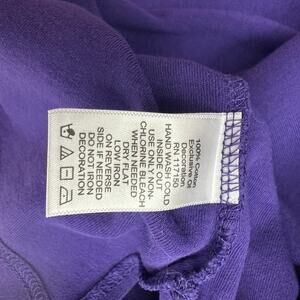 100% Cotton
Exclusive Of
Decoration
RN 117150
HAND WASH COLD
INSIDE OUT
USE ONLY NON-
CHLORINE BLEACH
WHEN NEEDED
DRY FLAT
LOW IRON
ON REVERSE
SIDE IF NEEDED
DO NOT IRON
DECORATION